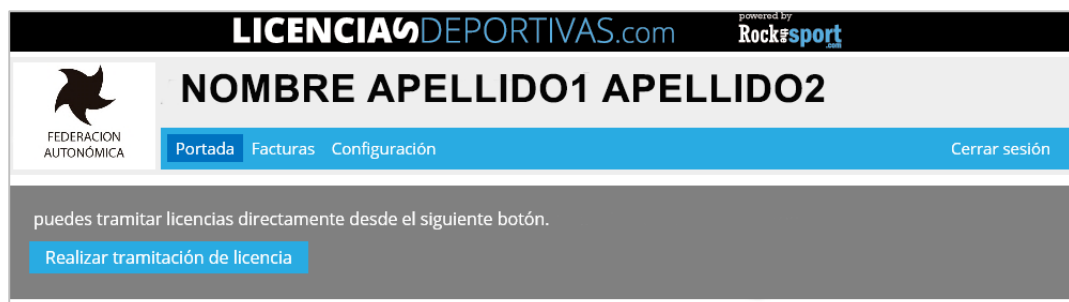 LICENCIASDEPORTIVAS.com
powered by
Rockthesport
.com
NOMBRE APELLIDO1 APELLIDO2
FEDERACION
AUTONÓMICA
Portada Facturas Configuración Cerrar sesión
puedes tramitar licencias directamente desde el siguiente botón.
Realizar tramitación de licencia